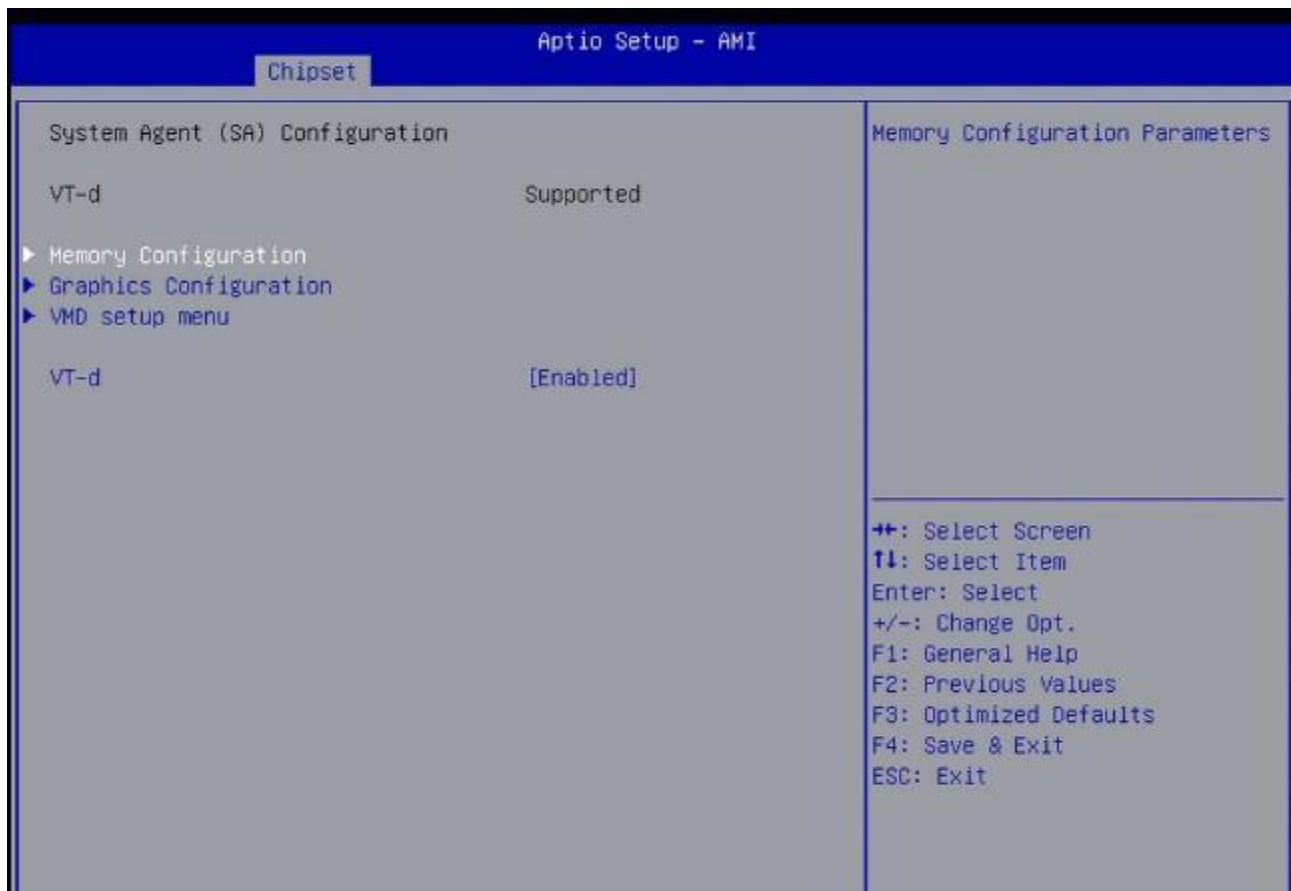 Aptio Setup - AMI
Chipset
System Agent (SA) Configuration
VT-d Supported
Memory Configuration
Graphics Configuration
VMD setup menu
VT-d [Enabled]
Memory Configuration Parameters
→←: Select Screen
↑↓: Select Item
Enter: Select
+/-: Change Opt.
F1: General Help
F2: Previous Values
F3: Optimized Defaults
F4: Save & Exit
ESC: Exit